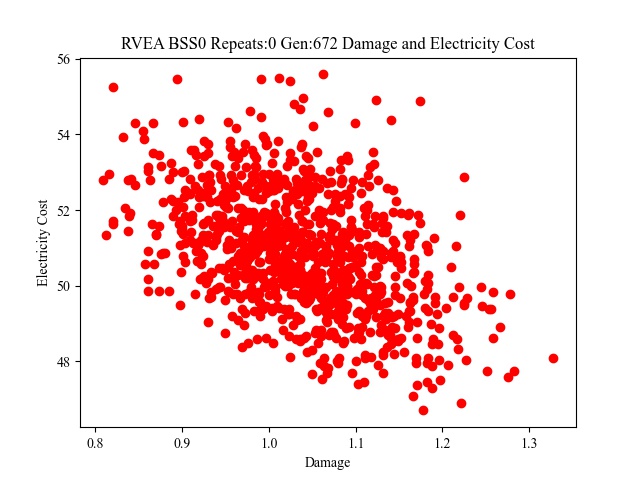 RVEA BSS0 Repeats:0 Gen:672 Damage and Electricity Cost
56
54
52
50
48
Electricity Cost
0.8 0.9 1.0 1.1 1.2 1.3
Damage